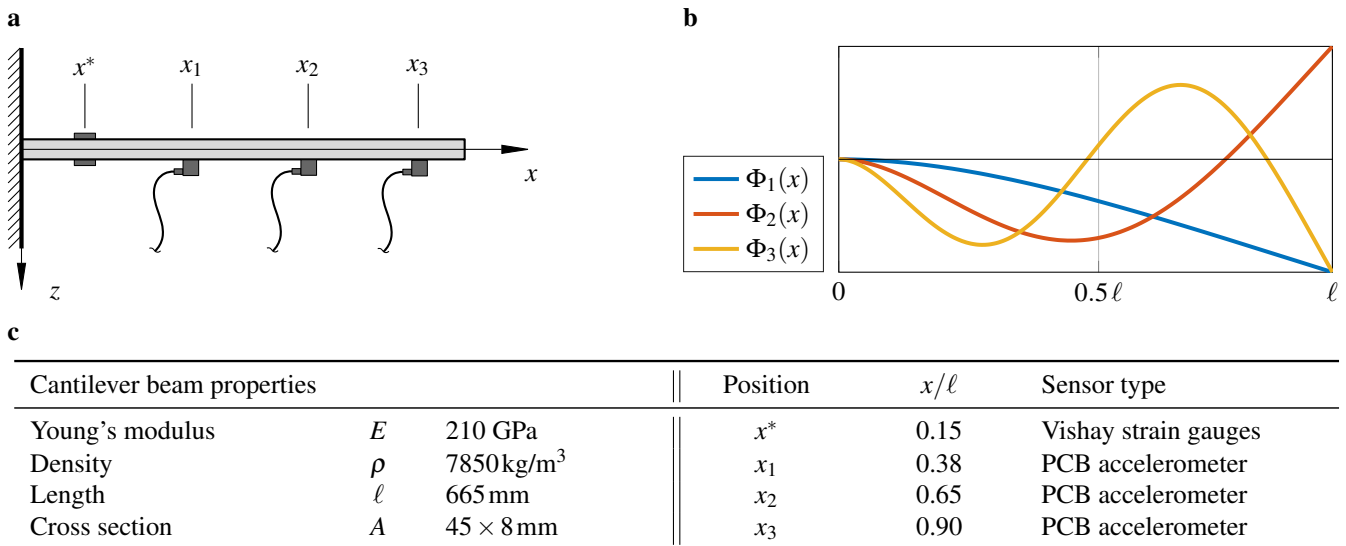 a
x* x₁ x₂ x₃
x
z
b
Φ₁(x)
Φ₂(x)
Φ₃(x)
0 0.5ℓ ℓ
c
Cantilever beam properties Position x/ℓ Sensor type
Young's modulus E 210 GPa x* 0.15 Vishay strain gauges
Density ρ 7850 kg/m³ x₁ 0.38 PCB accelerometer
Length ℓ 665 mm x₂ 0.65 PCB accelerometer
Cross section A 45 × 8 mm x₃ 0.90 PCB accelerometer